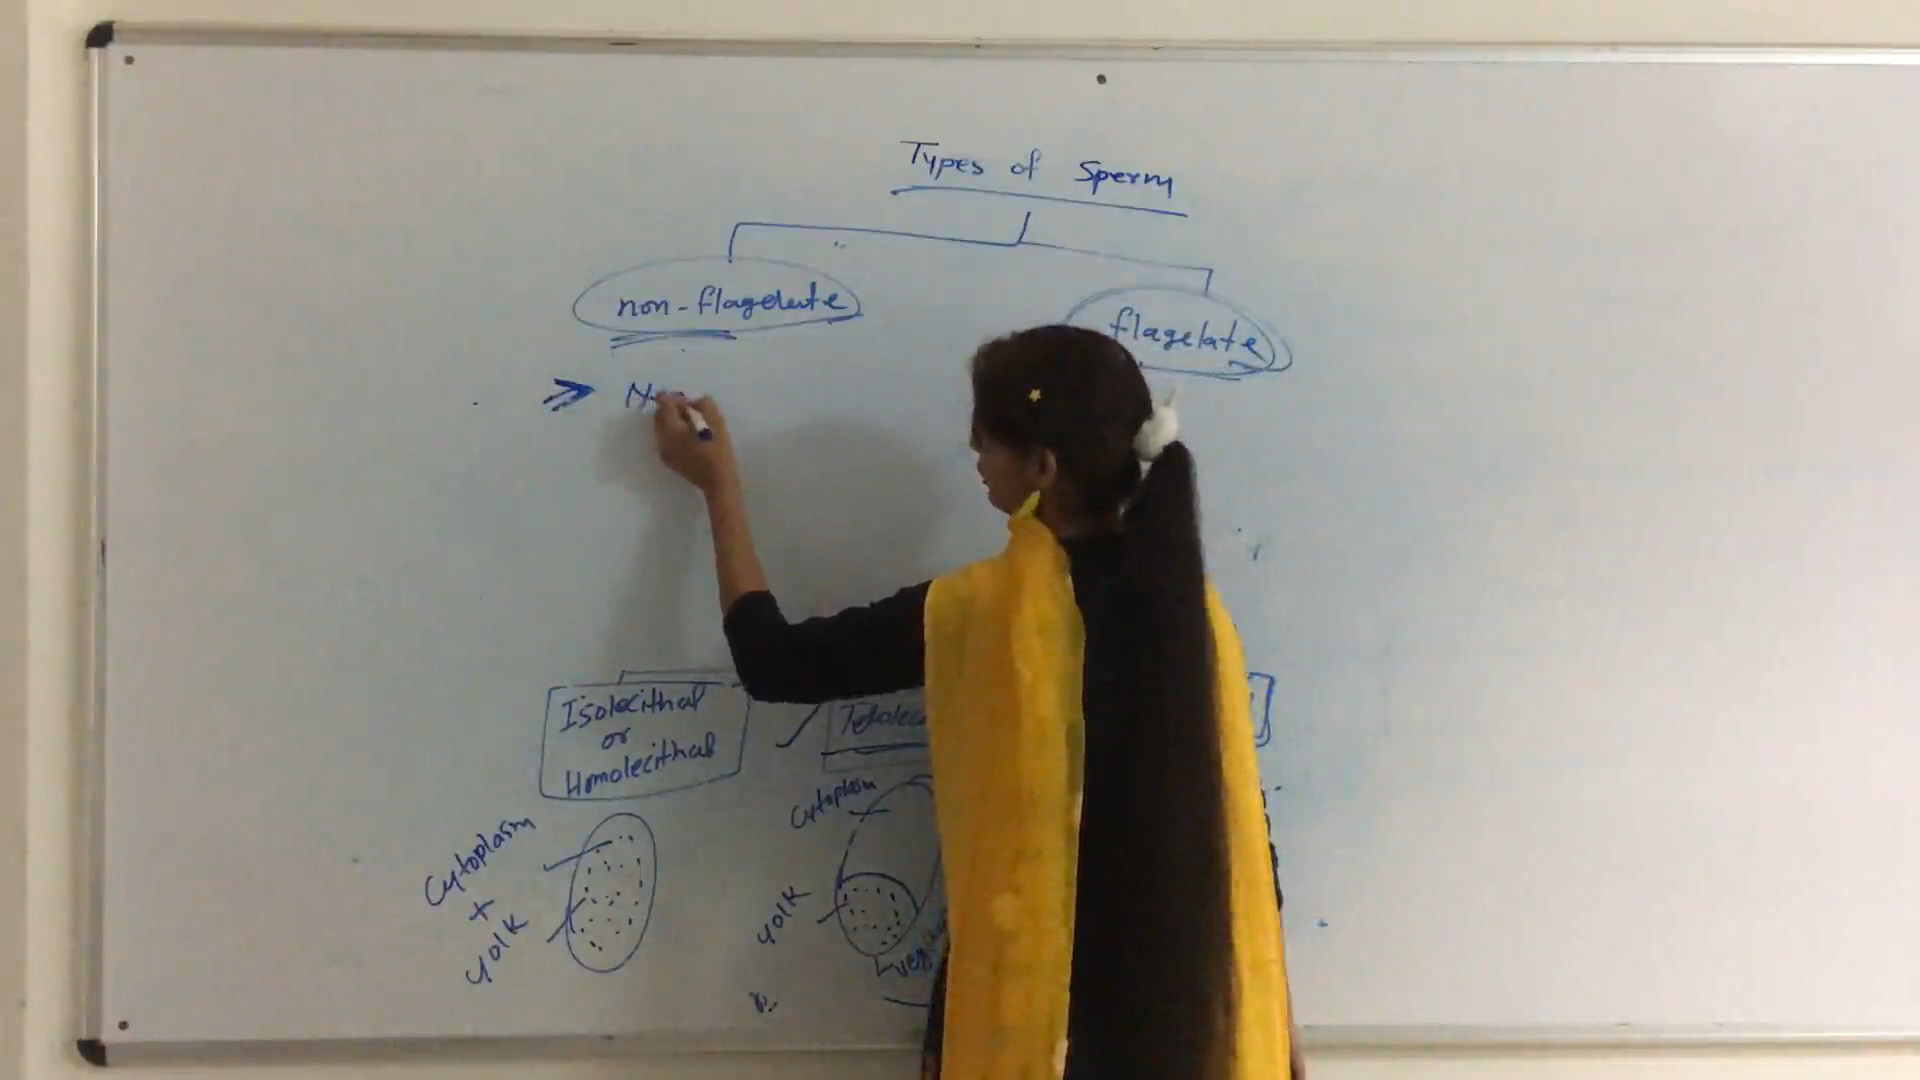 Types of Sperm
non-flagelate
flagelate
Isolecithal
or
Homolecithal
Cytoplasm
+
yolk
Cytoplasm
yolk